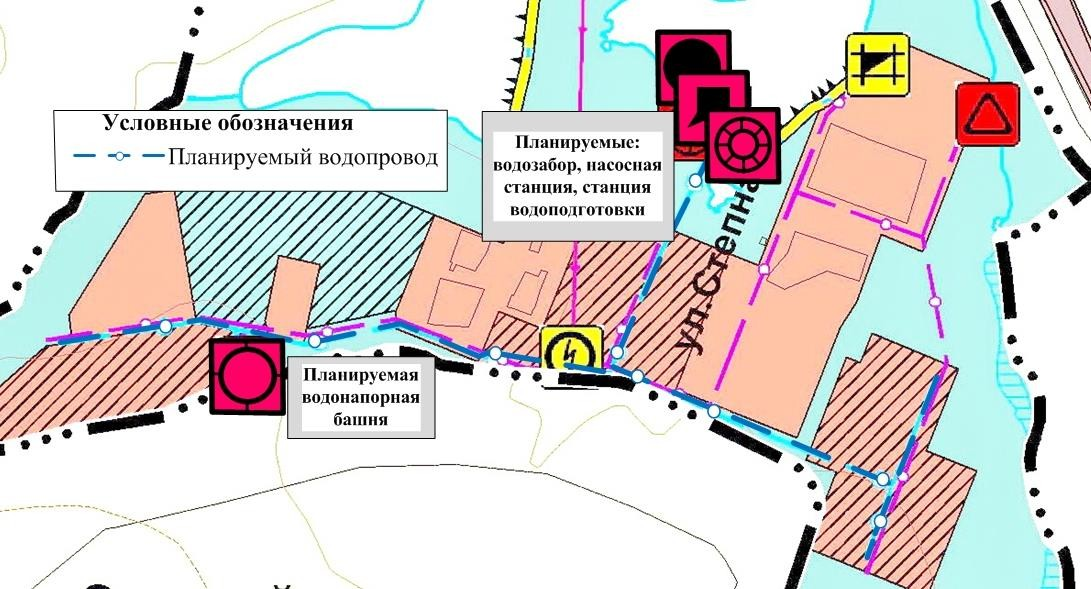 Условные обозначения
Планируемый водопровод
Планируемые:
водозабор, насосная
станция, станция
водоподготовки
ул.Степна
Планируемая
водонапорная
башня